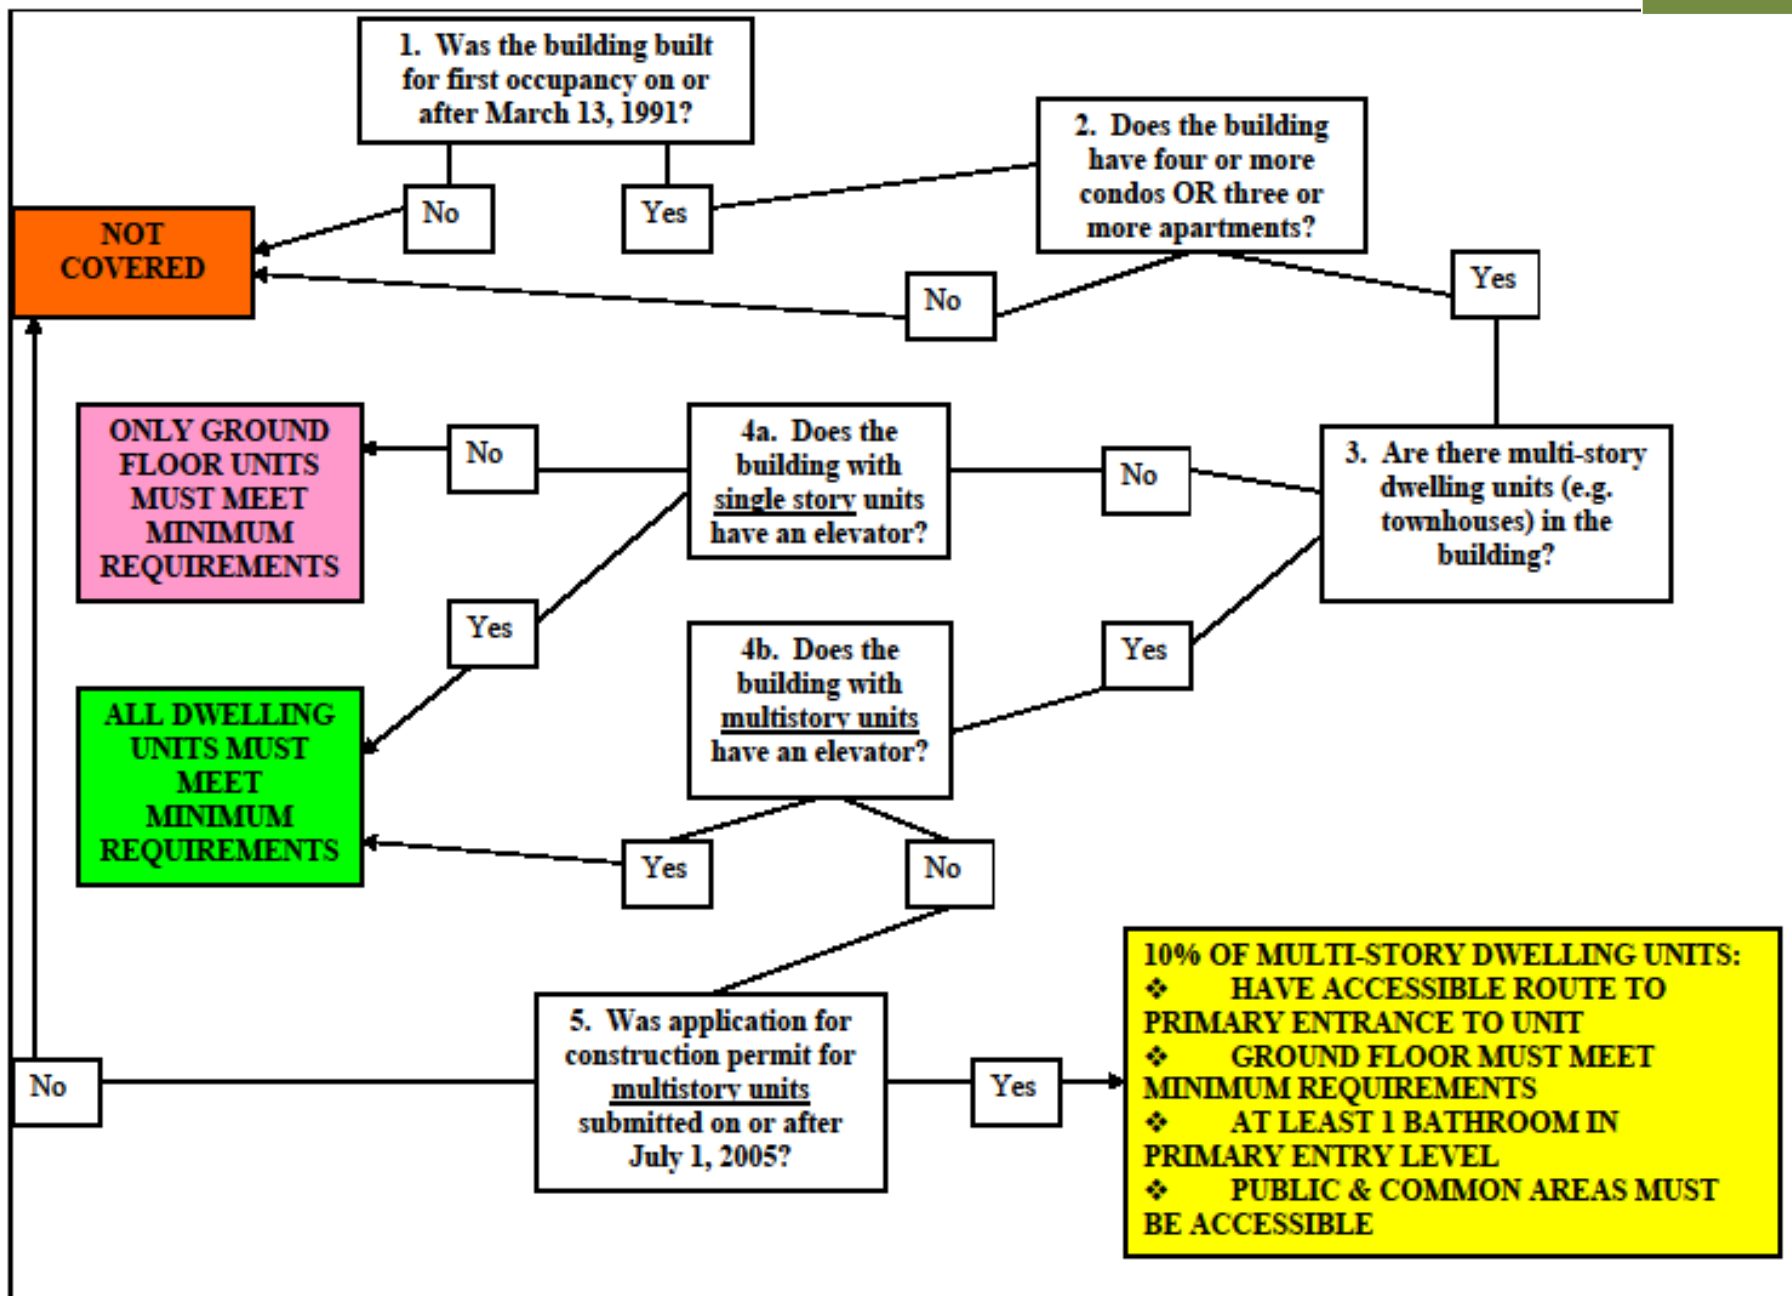 1. Was the building built
for first occupancy on or
after March 13, 1991?
No
Yes
2. Does the building
have four or more
condos OR three or
more apartments?
NOT
COVERED
No
Yes
ONLY GROUND
FLOOR UNITS
MUST MEET
MINIMUM
REQUIREMENTS
No
4a. Does the
building with
single story units
have an elevator?
No
3. Are there multi-story
dwelling units (e.g.
townhouses) in the
building?
Yes
4b. Does the
building with
multistory units
have an elevator?
Yes
ALL DWELLING
UNITS MUST
MEET
MINIMUM
REQUIREMENTS
Yes
No
5. Was application for
construction permit for
multistory units
submitted on or after
July 1, 2005?
No
Yes
10% OF MULTI-STORY DWELLING UNITS:
❖ HAVE ACCESSIBLE ROUTE TO
PRIMARY ENTRANCE TO UNIT
❖ GROUND FLOOR MUST MEET
MINIMUM REQUIREMENTS
❖ AT LEAST 1 BATHROOM IN
PRIMARY ENTRY LEVEL
❖ PUBLIC & COMMON AREAS MUST
BE ACCESSIBLE